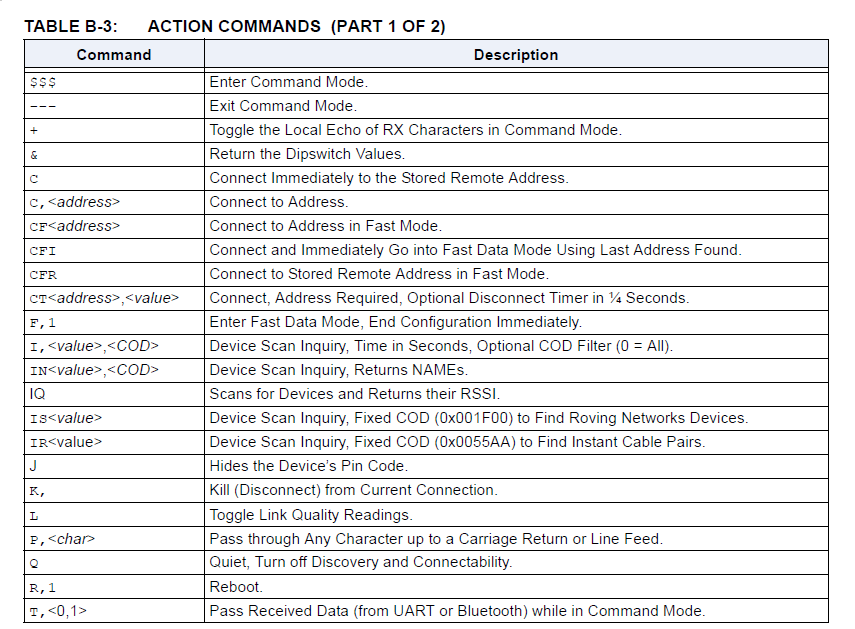 TABLE B-3: ACTION COMMANDS (PART 1 OF 2)
Command Description
$$$ Enter Command Mode.
--- Exit Command Mode.
+ Toggle the Local Echo of RX Characters in Command Mode.
& Return the Dipswitch Values.
C Connect Immediately to the Stored Remote Address.
C,<address> Connect to Address.
CF<address> Connect to Address in Fast Mode.
CFI Connect and Immediately Go into Fast Data Mode Using Last Address Found.
CFR Connect to Stored Remote Address in Fast Mode.
CT<address>,<value> Connect, Address Required, Optional Disconnect Timer in ¼ Seconds.
F,1 Enter Fast Data Mode, End Configuration Immediately.
I,<value>,<COD> Device Scan Inquiry, Time in Seconds, Optional COD Filter (0 = All).
IN<value>,<COD> Device Scan Inquiry, Returns NAMEs.
IQ Scans for Devices and Returns their RSSI.
IS<value> Device Scan Inquiry, Fixed COD (0x001F00) to Find Roving Networks Devices.
IR<value> Device Scan Inquiry, Fixed COD (0x0055AA) to Find Instant Cable Pairs.
J Hides the Device's Pin Code.
K, Kill (Disconnect) from Current Connection.
L Toggle Link Quality Readings.
P,<char> Pass through Any Character up to a Carriage Return or Line Feed.
Q Quiet, Turn off Discovery and Connectability.
R,1 Reboot.
T,<0,1> Pass Received Data (from UART or Bluetooth) while in Command Mode.